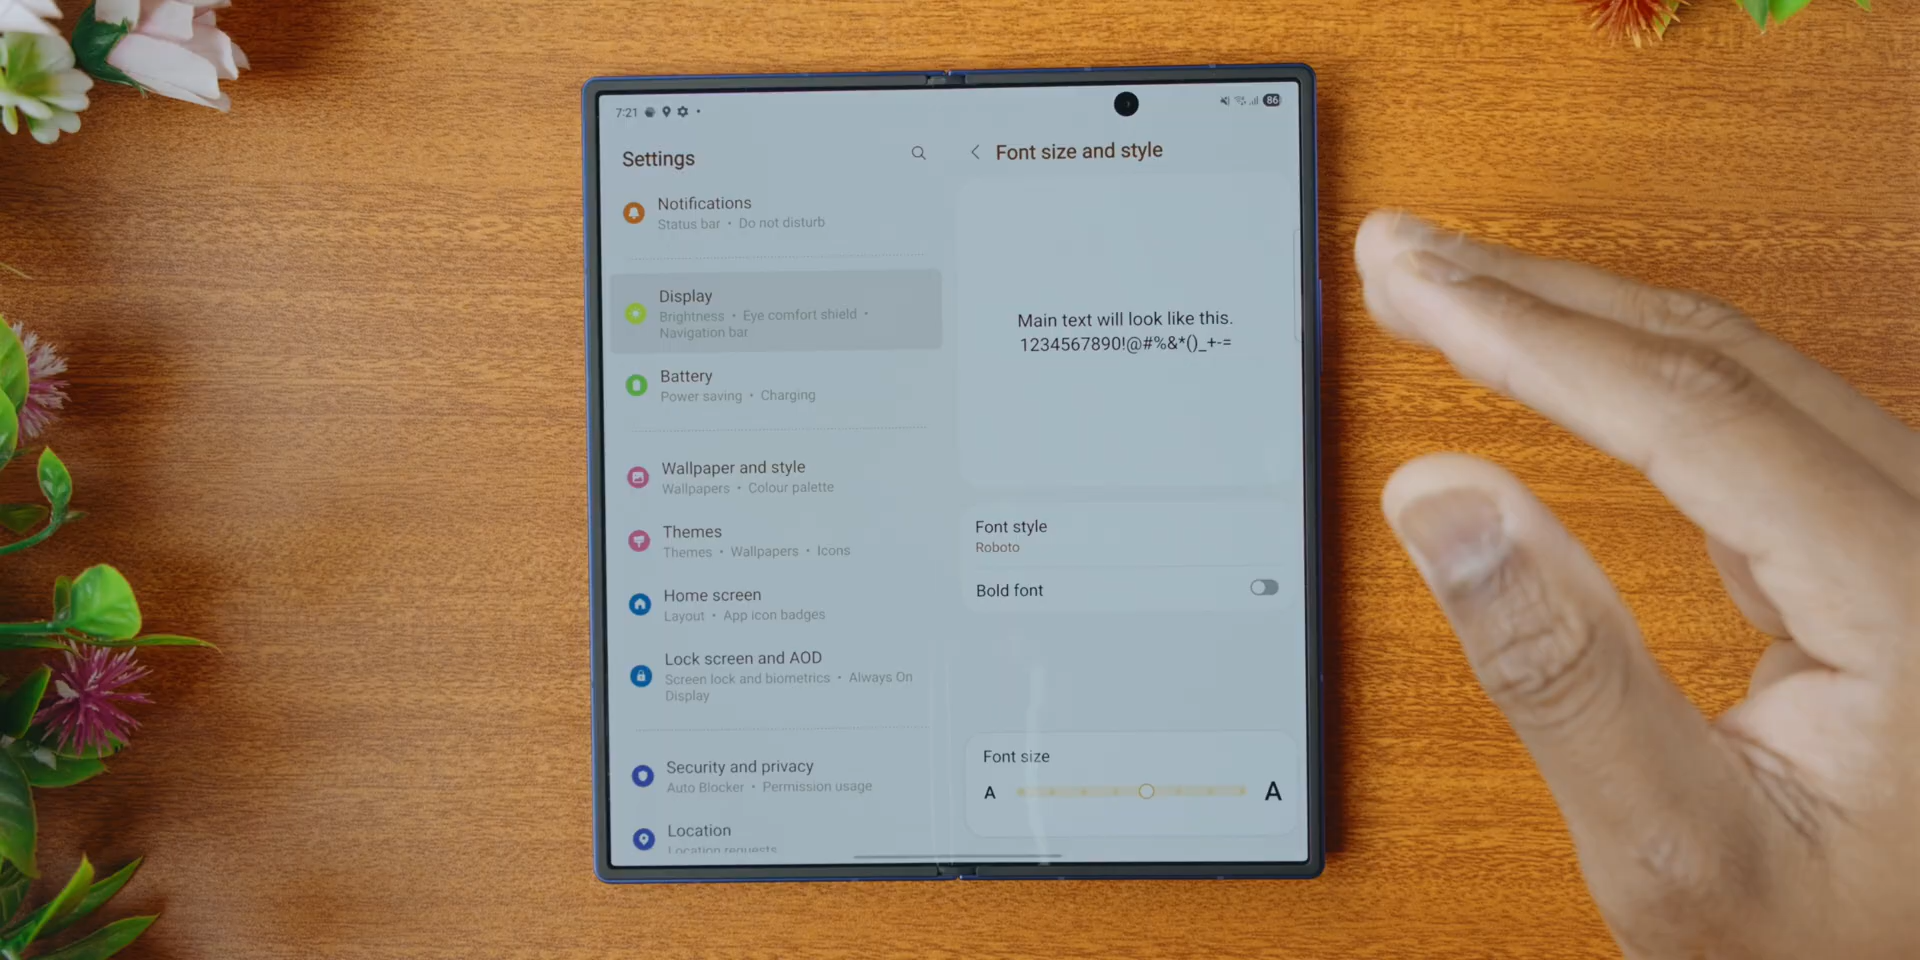 7:21
86
Settings
Notifications
Status bar • Do not disturb
Display
Brightness • Eye comfort shield •
Navigation bar
Battery
Power saving • Charging
Wallpaper and style
Wallpapers • Colour palette
Themes
Themes • Wallpapers • Icons
Home screen
Layout • App icon badges
Lock screen and AOD
Screen lock and biometrics • Always On
Display
Security and privacy
Auto Blocker • Permission usage
Location
Location requests
Font size and style
Main text will look like this.
1234567890!@#%&*()_+-=
Font style
Roboto
Bold font
Font size
A A